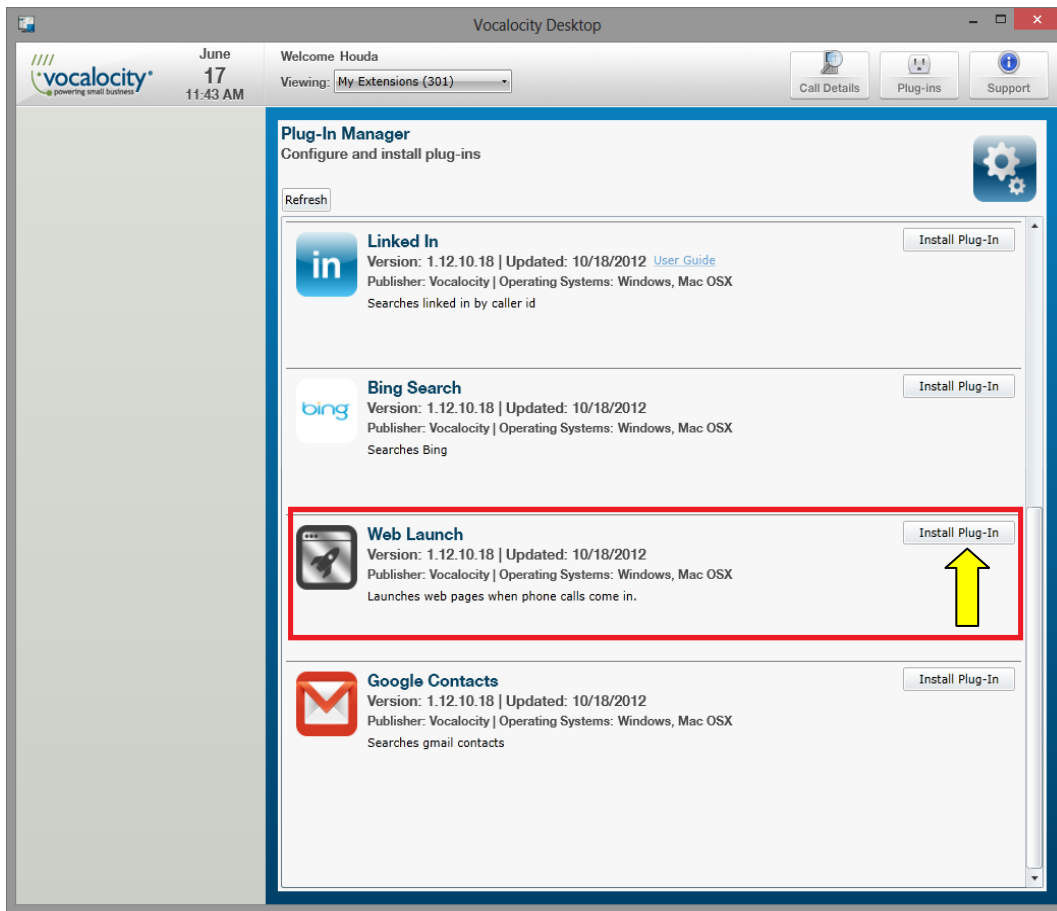 Vocalocity Desktop
vocalocity
powering small business
June
17
11:43 AM
Welcome Houda
Viewing: My Extensions (301)
Call Details
Plug-ins
Support
Plug-In Manager
Configure and install plug-ins
Refresh
in
Linked In
Install Plug-In
Version: 1.12.10.18 | Updated: 10/18/2012 User Guide
Publisher: Vocalocity | Operating Systems: Windows, Mac OSX
Searches linked in by caller id
bing
Bing Search
Install Plug-In
Version: 1.12.10.18 | Updated: 10/18/2012
Publisher: Vocalocity | Operating Systems: Windows, Mac OSX
Searches Bing
Web Launch
Install Plug-In
Version: 1.12.10.18 | Updated: 10/18/2012
Publisher: Vocalocity | Operating Systems: Windows, Mac OSX
Launches web pages when phone calls come in.
Google Contacts
Install Plug-In
Version: 1.12.10.18 | Updated: 10/18/2012
Publisher: Vocalocity | Operating Systems: Windows, Mac OSX
Searches gmail contacts